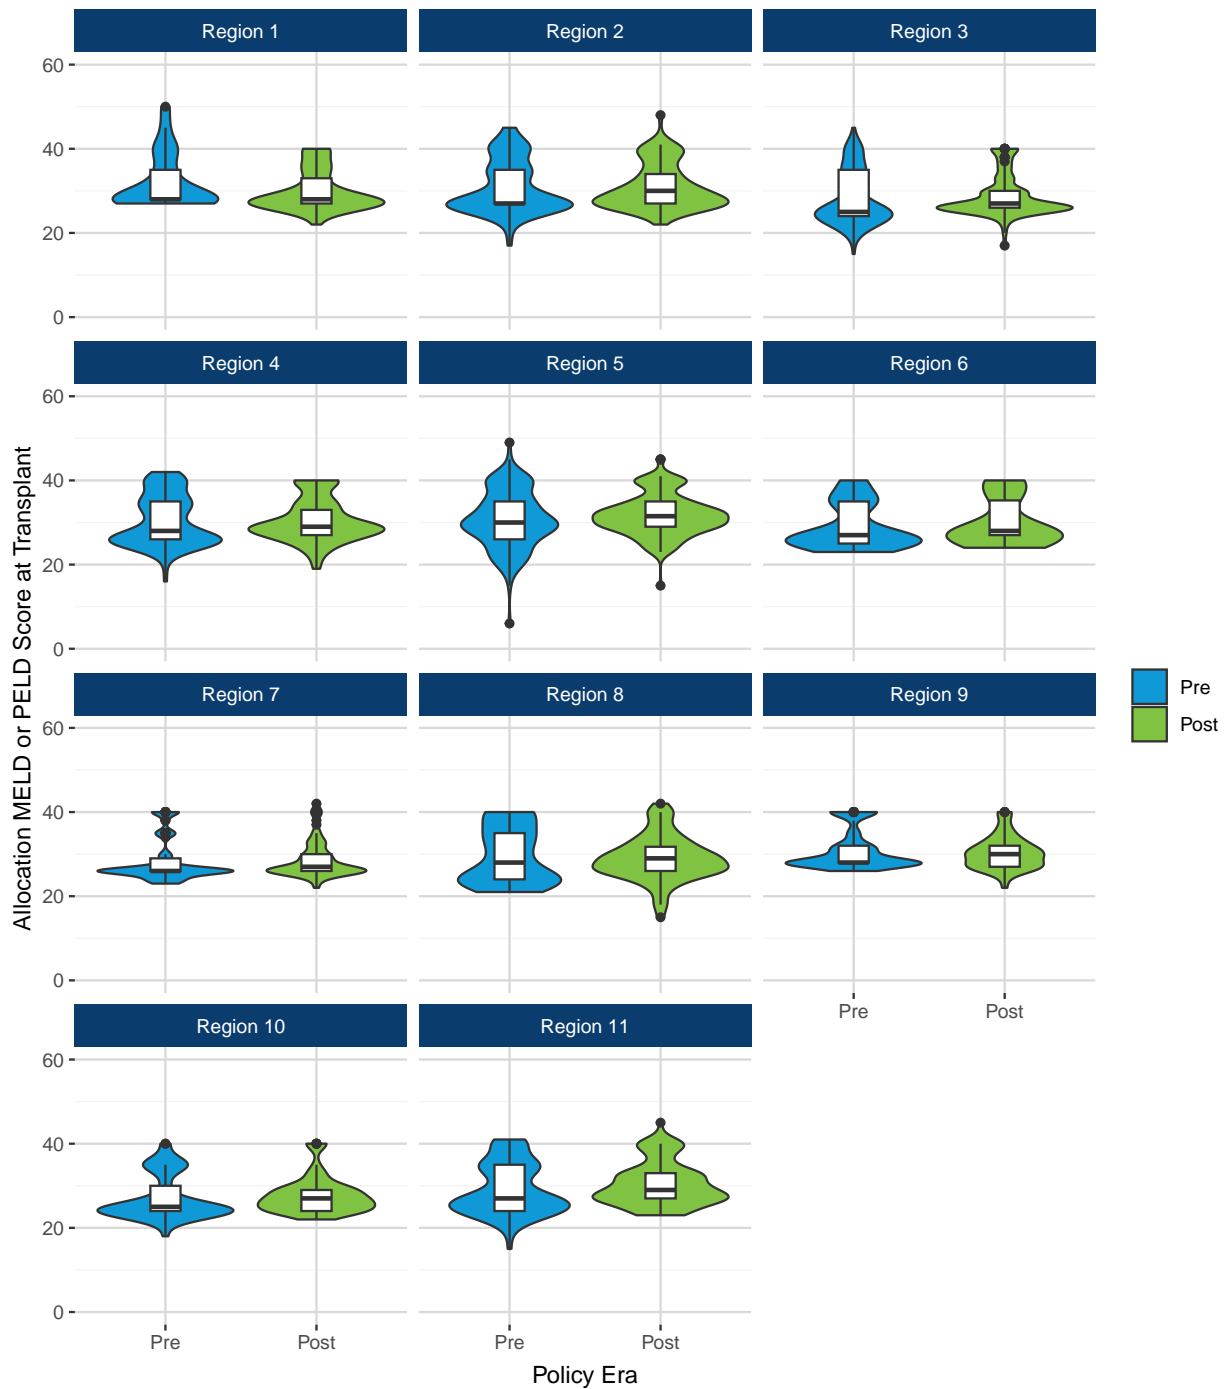 Region 1
Region 2
Region 3
60
40
20
0
Region 4
Region 5
Region 6
60
40
20
0
Allocation MELD or PELD Score at Transplant
Region 7
Region 8
Region 9
60
40
20
0
Pre
Post
Pre
Post
Region 10
Region 11
60
40
20
0
Pre
Post
Pre
Post
Policy Era